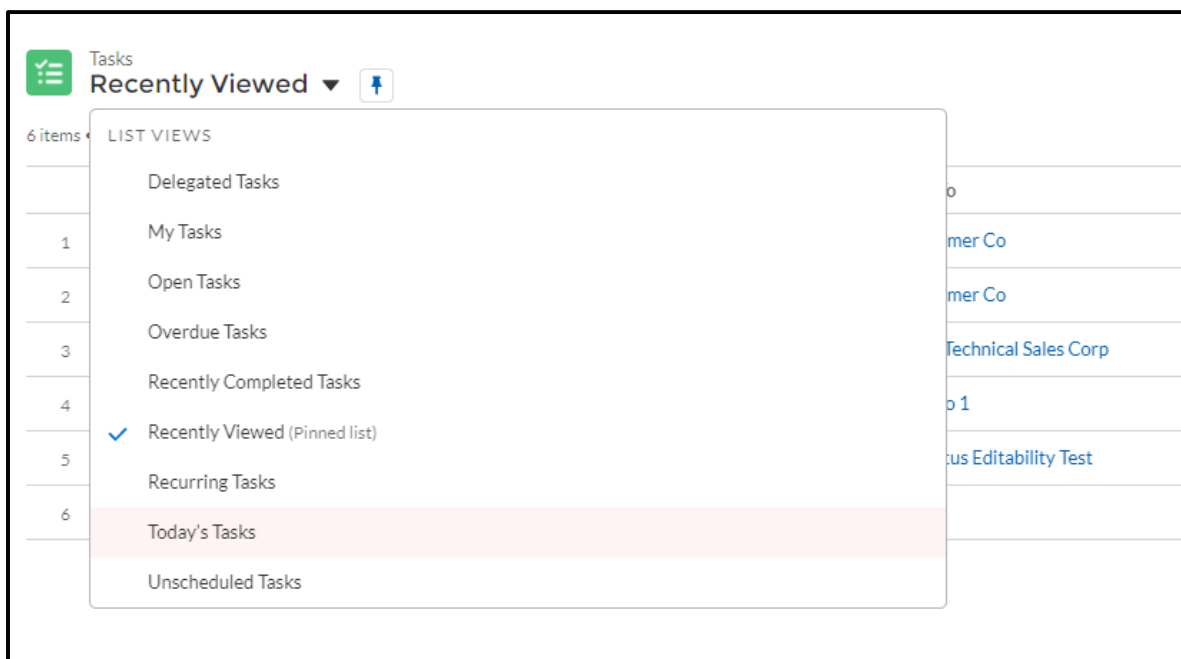 Tasks
Recently Viewed
6 items •
LIST VIEWS
Delegated Tasks
My Tasks
Open Tasks
Overdue Tasks
Recently Completed Tasks
Recently Viewed (Pinned list)
Recurring Tasks
Today's Tasks
Unscheduled Tasks
o
1 mer Co
2 mer Co
3 Technical Sales Corp
4 o 1
5 tus Editability Test
6